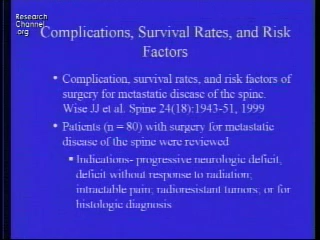 Research
Channel
.org
Complications, Survival Rates, and Risk
Factors
• Complication, survival rates, and risk factors of
surgery for metastatic disease of the spine.
Wise JJ et al. Spine 24(18):1943-51, 1999
• Patients (n = 80) with surgery for metastatic
disease of the spine were reviewed
▪ Indications- progressive neurologic deficit,
deficit without response to radiation;
intractable pain; radioresistant tumors; or for
histologic diagnosis